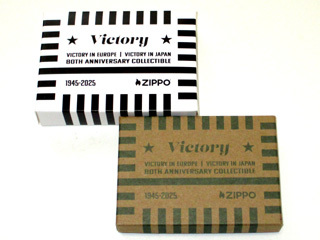 ★ Victory ★
VICTORY IN EUROPE | VICTORY IN JAPAN
80TH ANNIVERSARY COLLECTIBLE
1945-2025 ZIPPO
★ Victory ★
VICTORY IN EUROPE | VICTORY IN JAPAN
80TH ANNIVERSARY COLLECTIBLE
1945-2025 ZIPPO